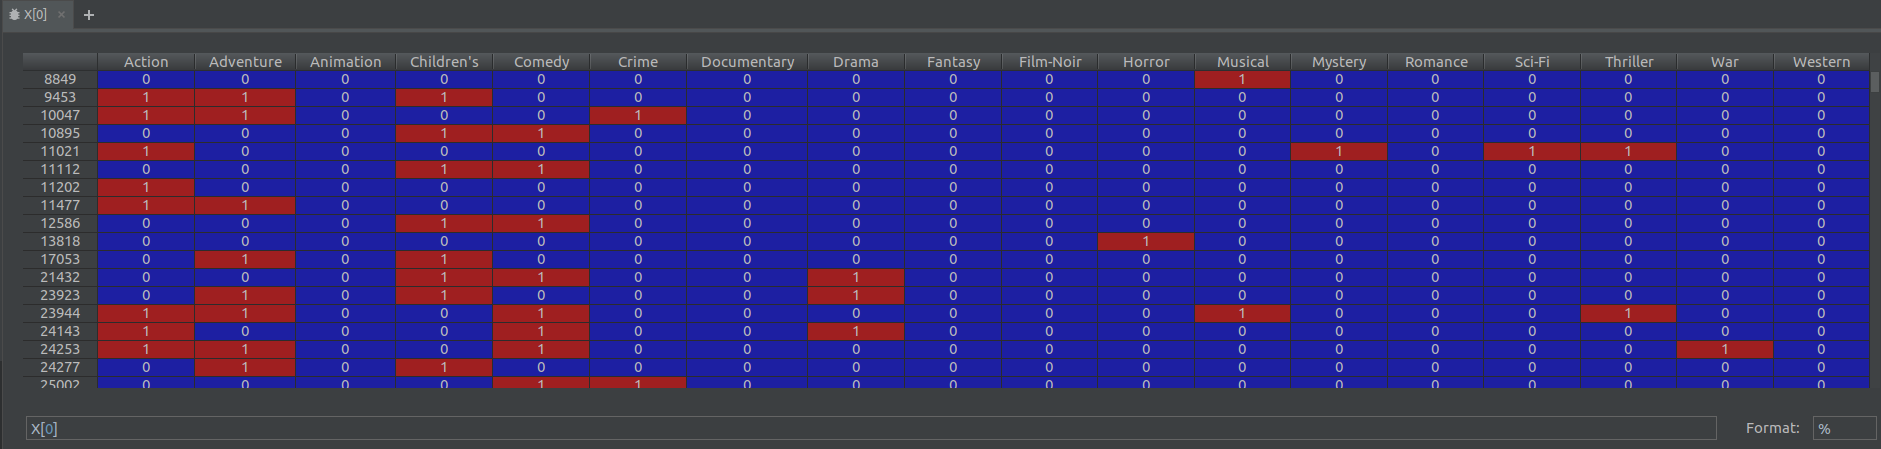 X[0] × +
Action Adventure Animation Children's Comedy Crime Documentary Drama Fantasy Film-Noir Horror Musical Mystery Romance Sci-Fi Thriller War Western
8849 0 0 0 0 0 0 0 0 0 0 0 1 0 0 0 0 0 0
9453 1 1 0 1 0 0 0 0 0 0 0 0 0 0 0 0 0 0
10047 1 1 0 0 0 1 0 0 0 0 0 0 0 0 0 0 0 0
10895 0 0 0 1 1 0 0 0 0 0 0 0 0 0 0 0 0 0
11021 1 0 0 0 0 0 0 0 0 0 0 0 1 0 1 1 0 0
11112 0 0 0 1 1 0 0 0 0 0 0 0 0 0 0 0 0 0
11202 1 0 0 0 0 0 0 0 0 0 0 0 0 0 0 0 0 0
11477 1 1 0 0 0 0 0 0 0 0 0 0 0 0 0 0 0 0
12586 0 0 0 1 1 0 0 0 0 0 0 0 0 0 0 0 0 0
13818 0 0 0 0 0 0 0 0 0 0 1 0 0 0 0 0 0 0
17053 0 1 0 1 0 0 0 0 0 0 0 0 0 0 0 0 0 0
21432 0 0 0 1 1 0 0 1 0 0 0 0 0 0 0 0 0 0
23923 0 1 0 1 0 0 0 1 0 0 0 0 0 0 0 0 0 0
23944 1 1 0 0 1 0 0 0 0 0 0 1 0 0 0 1 0 0
24143 1 0 0 0 1 0 0 1 0 0 0 0 0 0 0 0 0 0
24253 1 1 0 0 1 0 0 0 0 0 0 0 0 0 0 0 1 0
24277 0 1 0 1 0 0 0 0 0 0 0 0 0 0 0 0 0 0
25002 0 0 0 0 1 1 0 0 0 0 0 0 0 0 0 0 0 0
X[0] Format: %